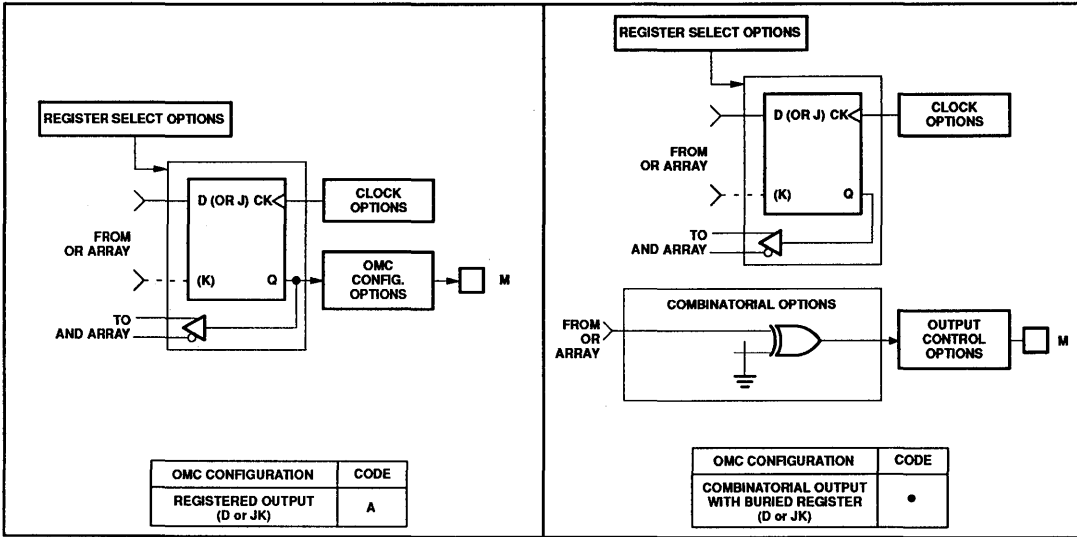 REGISTER SELECT OPTIONS
D (OR J) CK
CLOCK
OPTIONS
FROM
OR ARRAY
(K)
Q
OMC
CONFIG.
OPTIONS
M
TO
AND ARRAY
OMC CONFIGURATION CODE
REGISTERED OUTPUT
(D or JK)
A
REGISTER SELECT OPTIONS
D (OR J) CK
CLOCK
OPTIONS
FROM
OR ARRAY
(K)
Q
TO
AND ARRAY
COMBINATORIAL OPTIONS
FROM
OR
ARRAY
OUTPUT
CONTROL
OPTIONS
M
OMC CONFIGURATION CODE
COMBINATORIAL OUTPUT
WITH BURIED REGISTER
(D or JK)
●